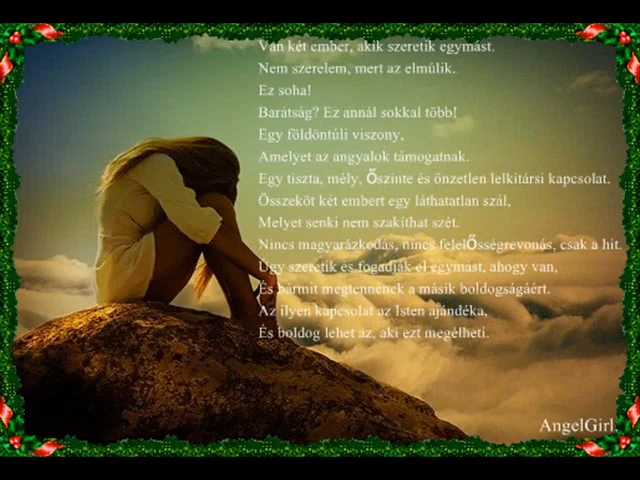 Van két ember, akik szeretik egymást.
Nem szerelem, mert az elmúlik.
Ez soha!
Barátság? Ez annál sokkal több!
Egy földöntúli viszony,
Amelyet az angyalok támogatnak.
Egy tiszta, mély, őszinte és önzetlen lelkitársi kapcsolat.
Összeköt két embert egy láthatatlan szál,
Melyet senki nem szakíthat szét.
Nincs magyarázkodás, nincs felelősségrevonás, csak a hit.
Úgy szeretik és fogadják el egymást, ahogy van,
És bármit megtennének a másik boldogságáért.
Az ilyen kapcsolat az Isten ajándéka,
És boldog lehet az, aki ezt megélheti.
AngelGirl.